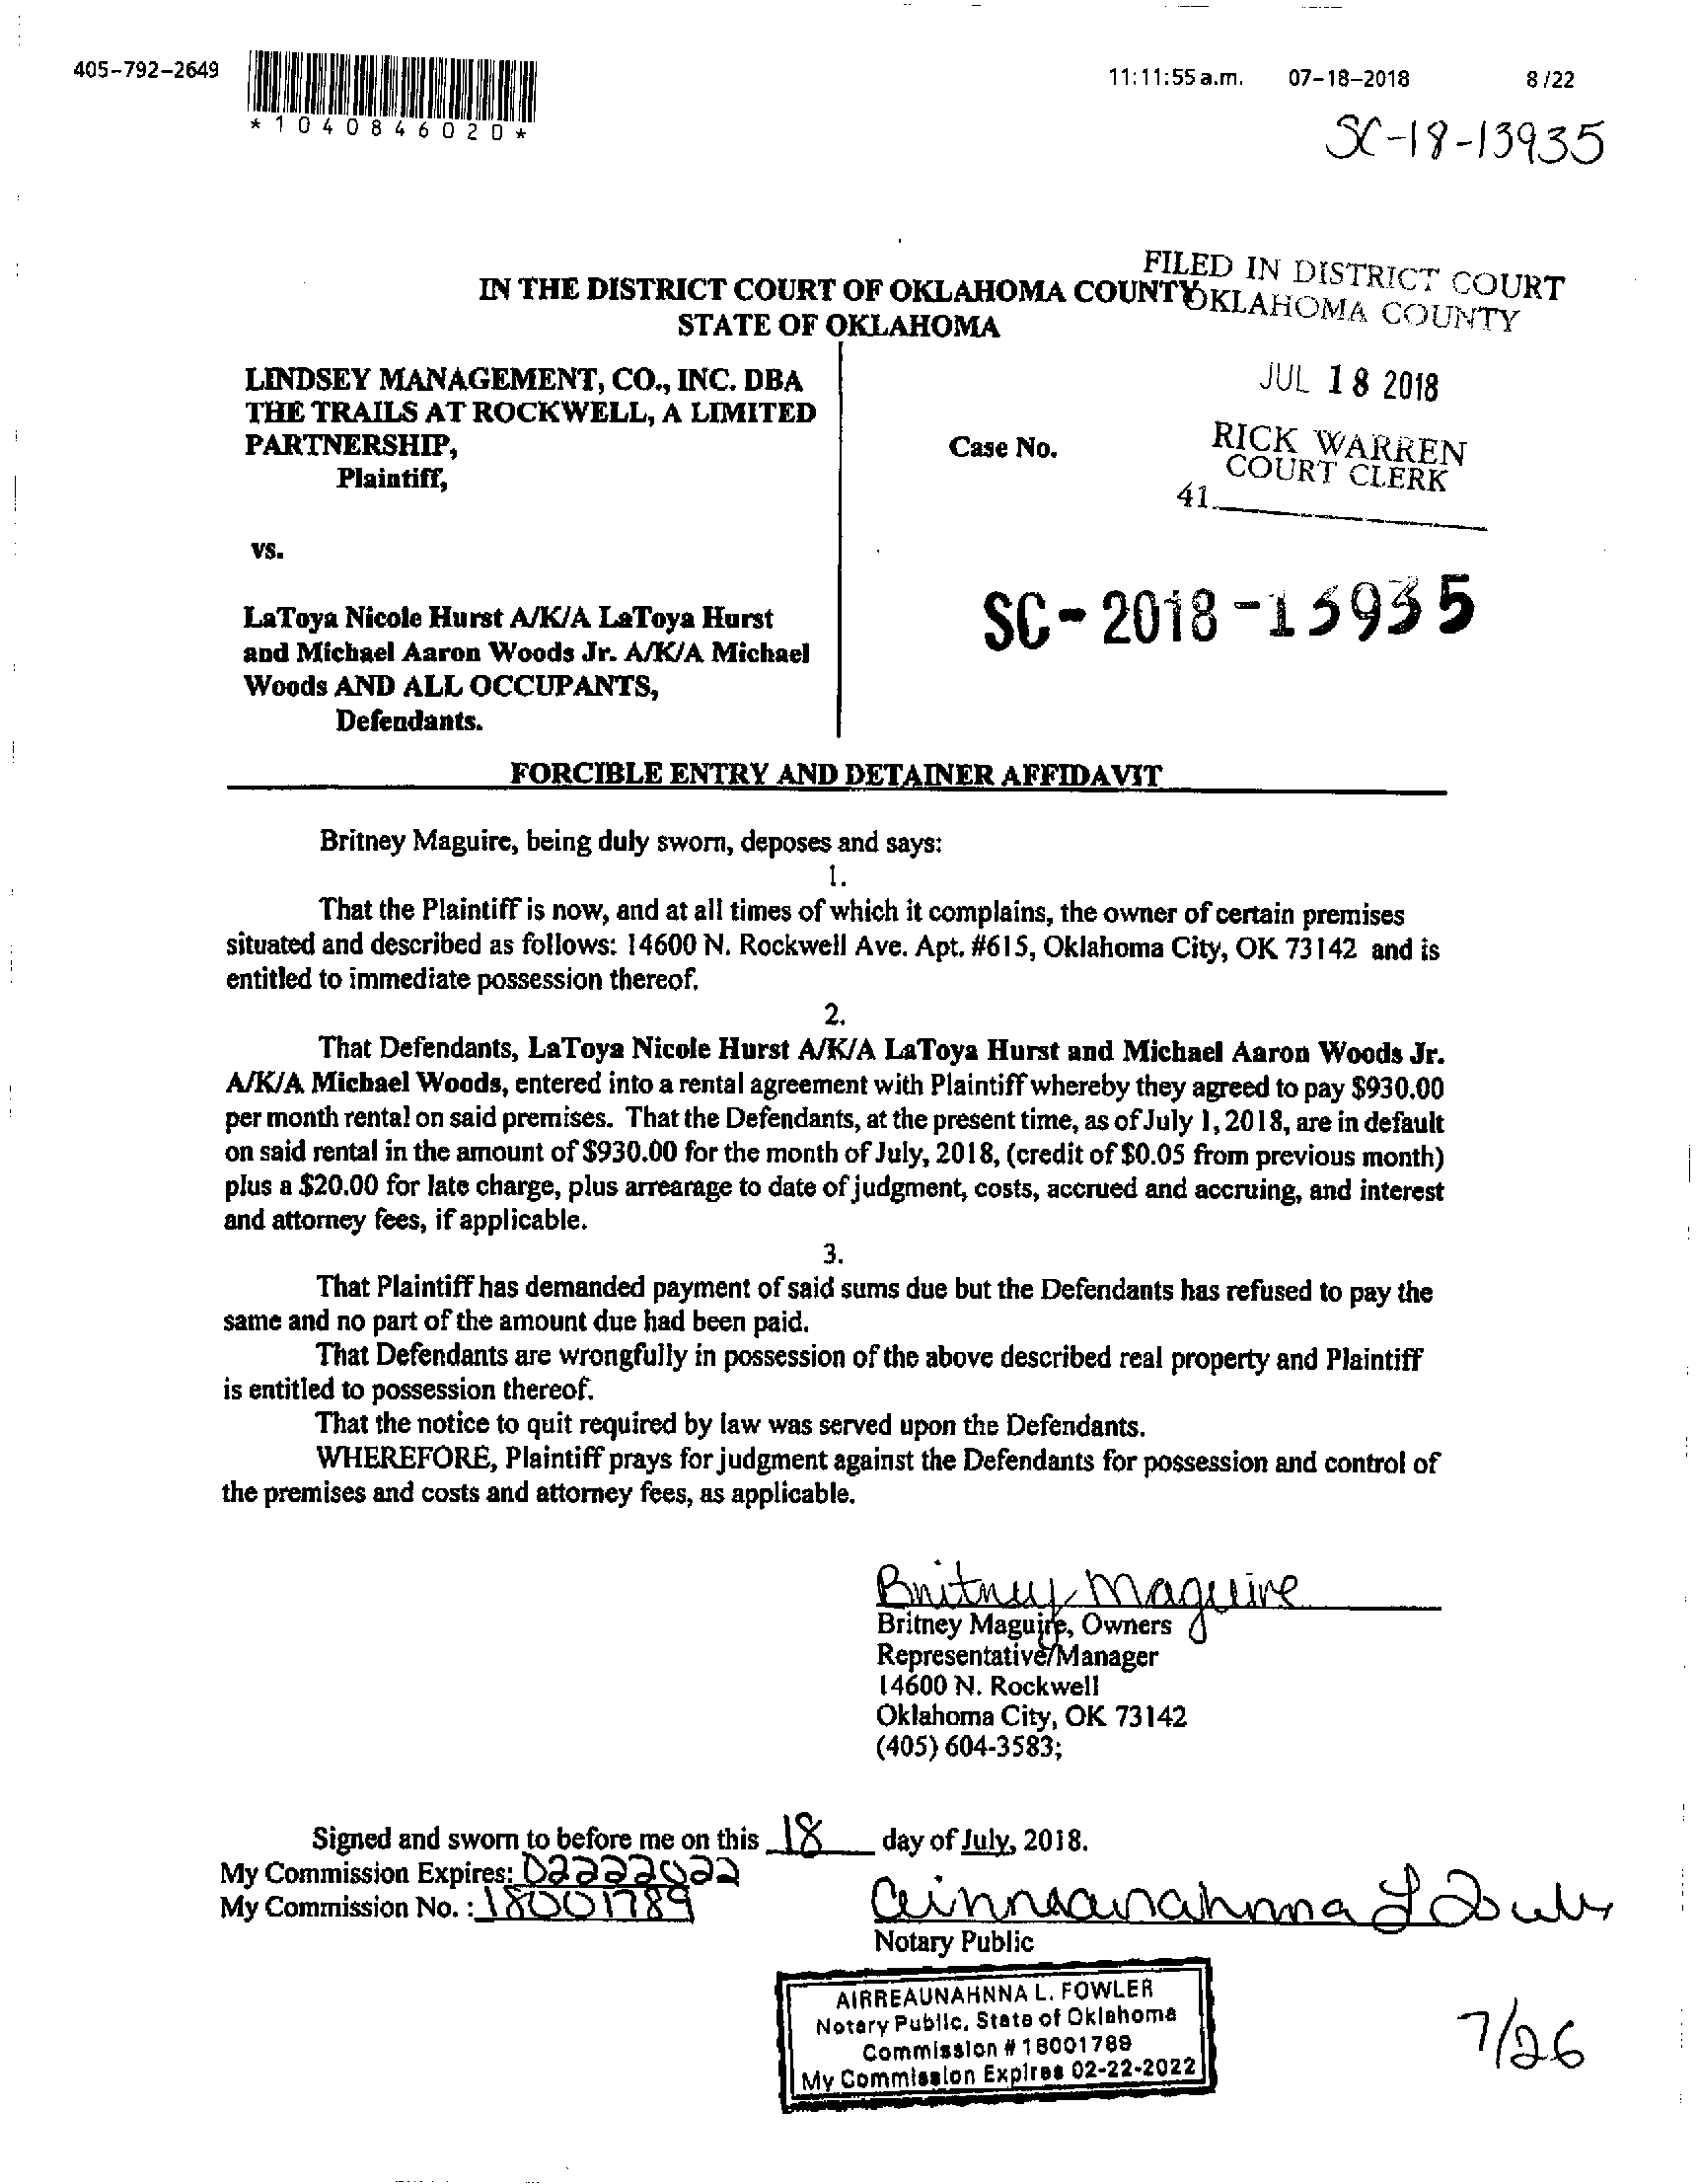 405-792-2649
11:11:55 a.m. 07-18-2018 8 /22
*1040846020*
SC-18-13935
FILED IN DISTRICT COURT
OKLAHOMA COUNTY
IN THE DISTRICT COURT OF OKLAHOMA COUNTY
STATE OF OKLAHOMA
JUL 18 2018
RICK WARREN
COURT CLERK
41
LINDSEY MANAGEMENT, CO., INC. DBA
THE TRAILS AT ROCKWELL, A LIMITED
PARTNERSHIP,
Plaintiff,
Case No.
vs.
SC-2018-13935
LaToya Nicole Hurst A/K/A LaToya Hurst
and Michael Aaron Woods Jr. A/K/A Michael
Woods AND ALL OCCUPANTS,
Defendants.
FORCIBLE ENTRY AND DETAINER AFFIDAVIT
Britney Maguire, being duly sworn, deposes and says:
1.
That the Plaintiff is now, and at all times of which it complains, the owner of certain premises
situated and described as follows: 14600 N. Rockwell Ave. Apt. #615, Oklahoma City, OK 73142 and is
entitled to immediate possession thereof.
2.
That Defendants, LaToya Nicole Hurst A/K/A LaToya Hurst and Michael Aaron Woods Jr.
A/K/A Michael Woods, entered into a rental agreement with Plaintiff whereby they agreed to pay $930.00
per month rental on said premises. That the Defendants, at the present time, as of July 1, 2018, are in default
on said rental in the amount of $930.00 for the month of July, 2018, (credit of $0.05 from previous month)
plus a $20.00 for late charge, plus arrearage to date of judgment, costs, accrued and accruing, and interest
and attorney fees, if applicable.
3.
That Plaintiff has demanded payment of said sums due but the Defendants has refused to pay the
same and no part of the amount due had been paid.
That Defendants are wrongfully in possession of the above described real property and Plaintiff
is entitled to possession thereof.
That the notice to quit required by law was served upon the Defendants.
WHEREFORE, Plaintiff prays for judgment against the Defendants for possession and control of
the premises and costs and attorney fees, as applicable.
Britney Maguire
Britney Maguire, Owners
Representative/Manager
14600 N. Rockwell
Oklahoma City, OK 73142
(405) 604-3583;
Signed and sworn to before me on this 18 day of July, 2018.
My Commission Expires: 02222022
My Commission No. : 18001789
Notary Public
AIRREAUNAHNNA L. FOWLER
Notary Public, State of Oklahoma
Commission # 18001789
My Commission Expires 02-22-2022
7/26